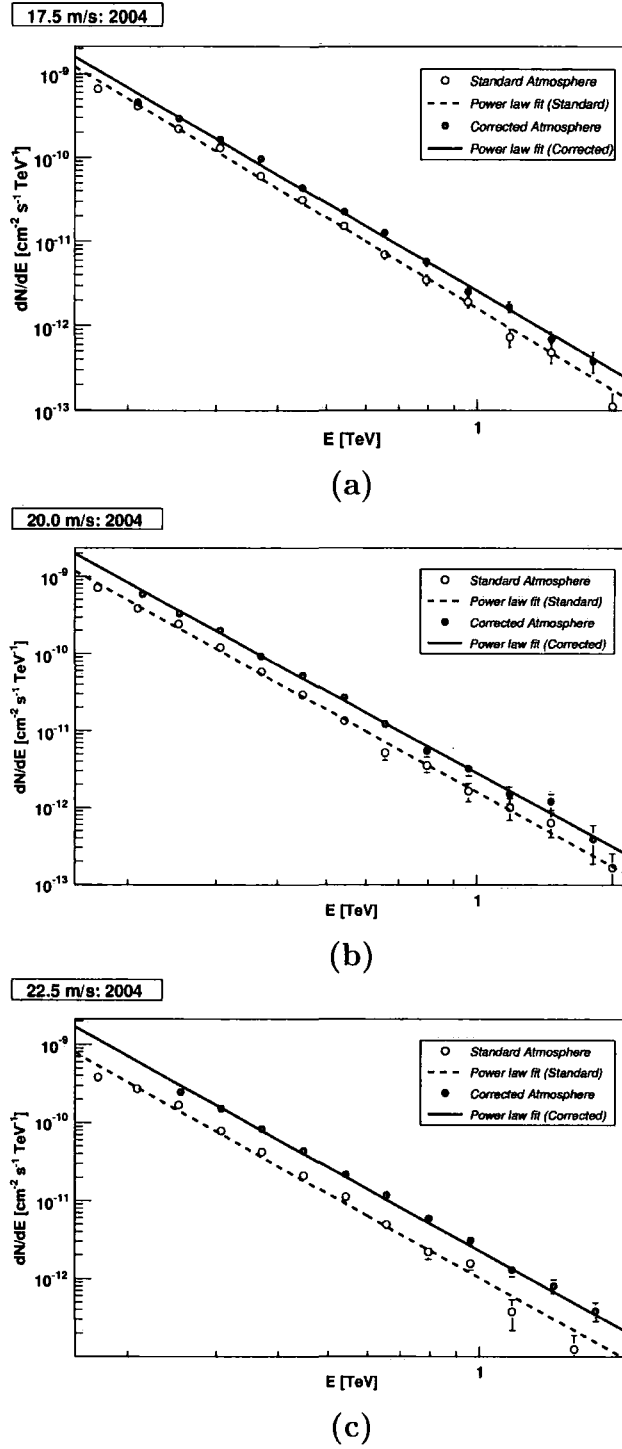 17.5 m/s: 2004
Standard Atmosphere
Power law fit (Standard)
Corrected Atmosphere
Power law fit (Corrected)
dN/dE [cm⁻² s⁻¹ TeV⁻¹]
10⁻⁹
10⁻¹⁰
10⁻¹¹
10⁻¹²
10⁻¹³
1
E [TeV]
(a)
20.0 m/s: 2004
Standard Atmosphere
Power law fit (Standard)
Corrected Atmosphere
Power law fit (Corrected)
dN/dE [cm⁻² s⁻¹ TeV⁻¹]
10⁻⁹
10⁻¹⁰
10⁻¹¹
10⁻¹²
10⁻¹³
1
E [TeV]
(b)
22.5 m/s: 2004
Standard Atmosphere
Power law fit (Standard)
Corrected Atmosphere
Power law fit (Corrected)
dN/dE [cm⁻² s⁻¹ TeV⁻¹]
10⁻⁹
10⁻¹⁰
10⁻¹¹
10⁻¹²
1
E [TeV]
(c)